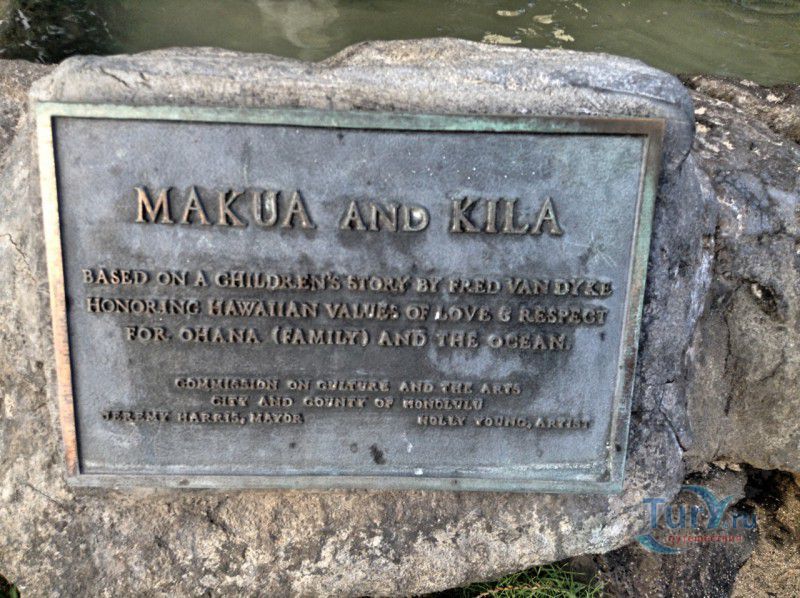 MAKUA AND KILA
BASED ON A CHILDREN'S STORY BY FRED VAN DYKE
HONORING HAWAIIAN VALUES OF LOVE & RESPECT
FOR OHANA (FAMILY) AND THE OCEAN.
COMMISSION ON CULTURE AND THE ARTS
CITY AND COUNTY OF HONOLULU
JEREMY HARRIS, MAYOR HOLLY YOUNG, ARTIST
TurY.ru